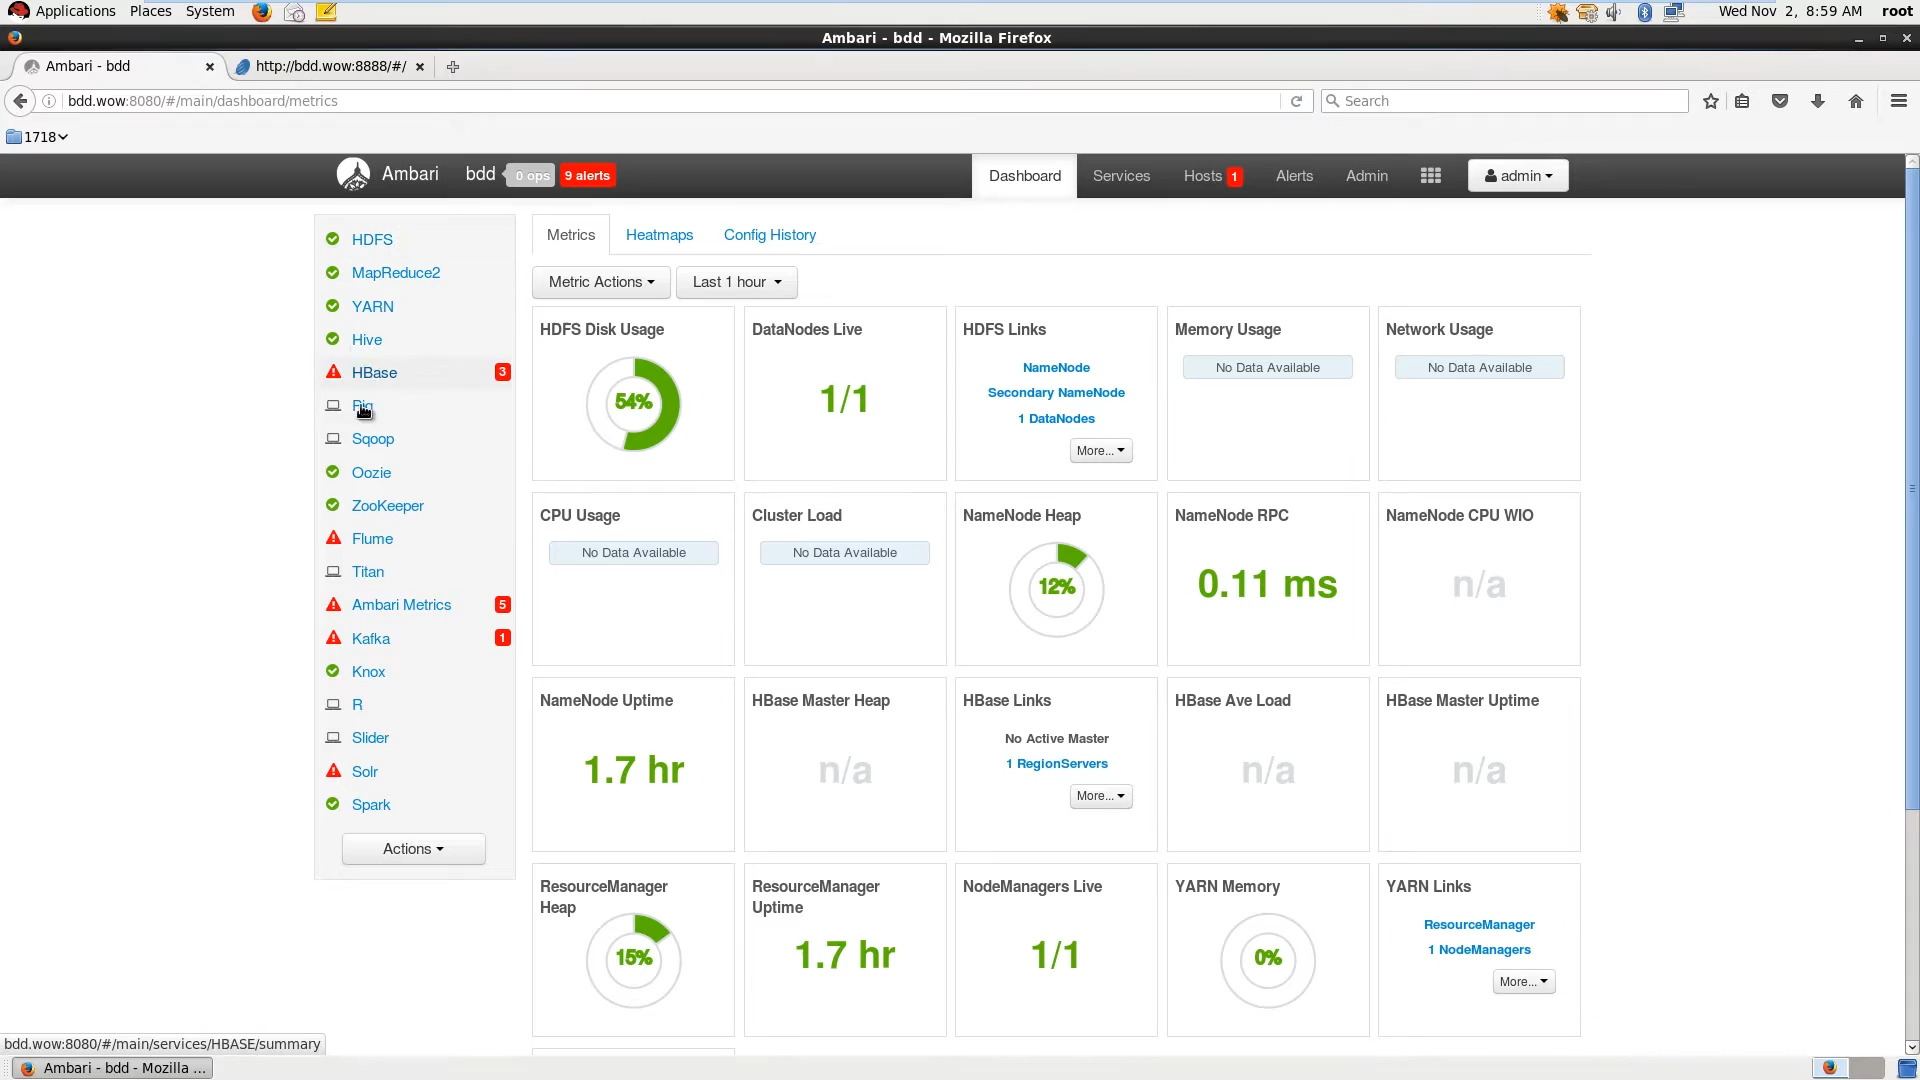 Applications Places System
Wed Nov 2, 8:59 AM root
Ambari - bdd - Mozilla Firefox
Ambari - bdd
http://bdd.wow:8888/#/
bdd.wow:8080/#/main/dashboard/metrics
Search
1718
Ambari bdd 0 ops 9 alerts
Dashboard Services Hosts 1 Alerts Admin admin
HDFS
MapReduce2
YARN
Hive
HBase 3
Pig
Sqoop
Oozie
ZooKeeper
Flume
Titan
Ambari Metrics 5
Kafka 1
Knox
R
Slider
Solr
Spark
Actions
Metrics Heatmaps Config History
Metric Actions Last 1 hour
HDFS Disk Usage
54%
DataNodes Live
1/1
HDFS Links
NameNode
Secondary NameNode
1 DataNodes
More...
Memory Usage
No Data Available
Network Usage
No Data Available
CPU Usage
No Data Available
Cluster Load
No Data Available
NameNode Heap
12%
NameNode RPC
0.11 ms
NameNode CPU WIO
n/a
NameNode Uptime
1.7 hr
HBase Master Heap
n/a
HBase Links
No Active Master
1 RegionServers
More...
HBase Ave Load
n/a
HBase Master Uptime
n/a
ResourceManager
Heap
15%
ResourceManager
Uptime
1.7 hr
NodeManagers Live
1/1
YARN Memory
0%
YARN Links
ResourceManager
1 NodeManagers
More...
bdd.wow:8080/#/main/services/HBASE/summary
Ambari - bdd - Mozilla ...